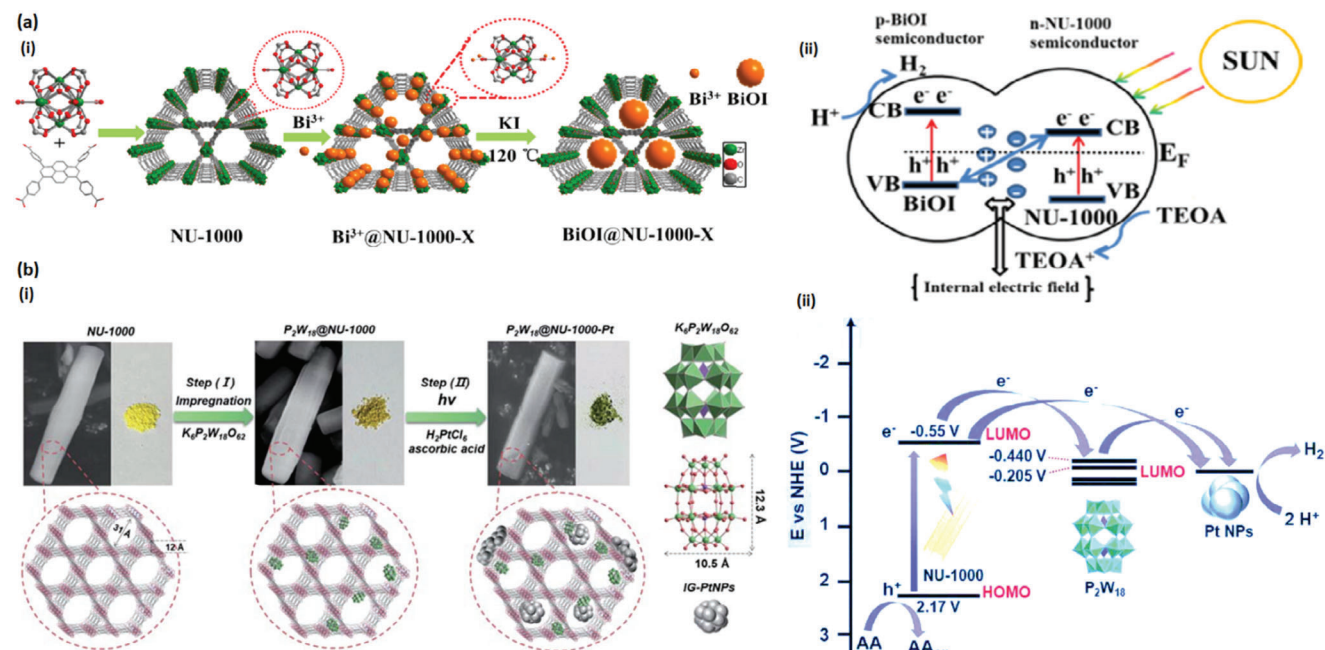 (a)
(i)
+
NU-1000
Bi³⁺
Bi³⁺@NU-1000-X
KI
120 ℃
BiOI@NU-1000-X
Bi³⁺ BiOI
Zr
O
C
(ii)
p-BiOI
semiconductor
n-NU-1000
semiconductor
SUN
H₂
H⁺
CB
e⁻ e⁻
e⁻ e⁻
CB
E_F
h⁺ h⁺
h⁺ h⁺
VB
VB
BiOI
NU-1000
TEOA
TEOA⁺
{ Internal electric field }
(b)
(i)
NU-1000
P₂W₁₈@NU-1000
P₂W₁₈@NU-1000-Pt
K₆P₂W₁₈O₆₂
Step (I)
Impregnation
K₆P₂W₁₈O₆₂
Step (II)
hv
H₂PtCl₆
ascorbic acid
31 Å
12 Å
12.3 Å
10.5 Å
IG-PtNPs
(ii)
E vs NHE (V)
-2
-1
0
1
2
3
e⁻
e⁻
e⁻
e⁻
-0.55 V
LUMO
-0.440 V
-0.205 V
LUMO
H₂
2 H⁺
Pt NPs
P₂W₁₈
NU-1000
h⁺
HOMO
2.17 V
AA
AA